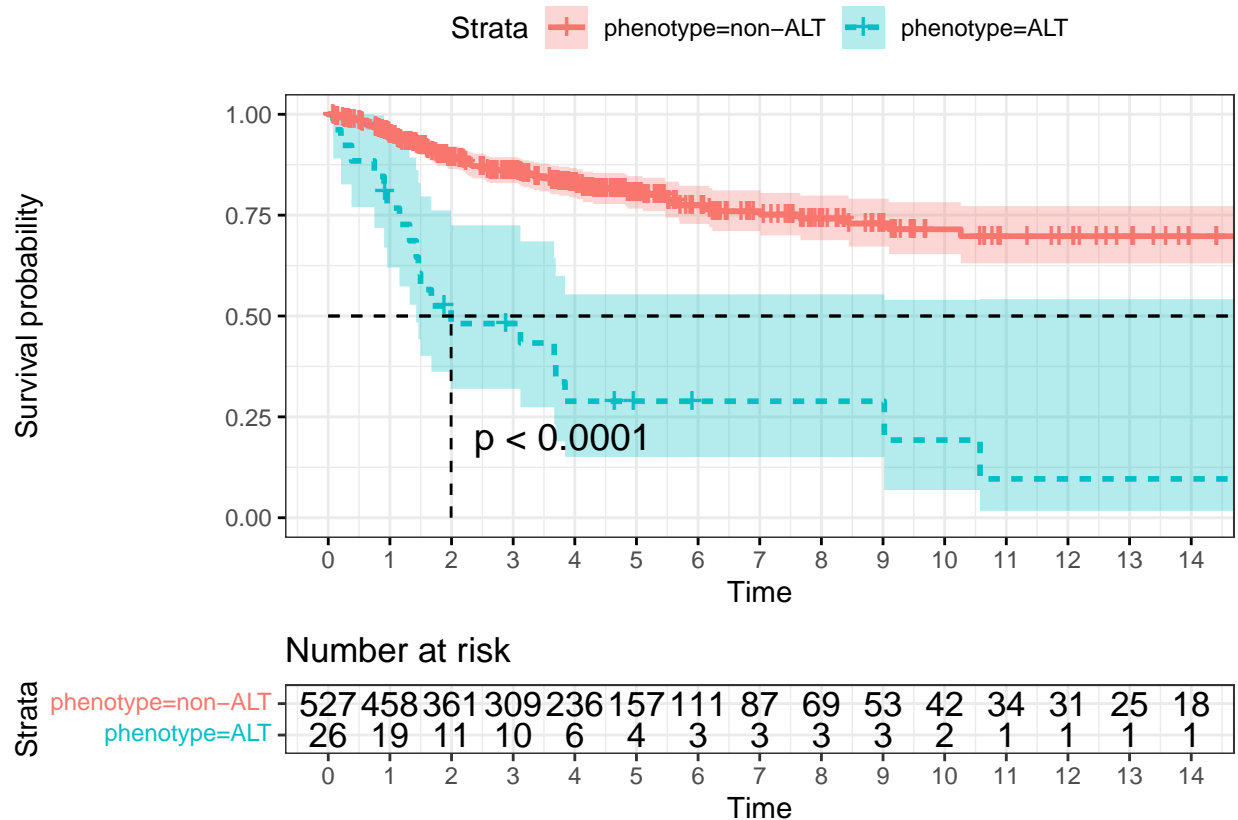 Strata phenotype=non−ALT phenotype=ALT
Survival probability
1.00
0.75
0.50
0.25
0.00
p < 0.0001
0 1 2 3 4 5 6 7 8 9 10 11 12 13 14
Time
Number at risk
Strata
phenotype=non−ALT 527 458 361 309 236 157 111 87 69 53 42 34 31 25 18
phenotype=ALT 26 19 11 10 6 4 3 3 3 3 2 1 1 1 1
0 1 2 3 4 5 6 7 8 9 10 11 12 13 14
Time